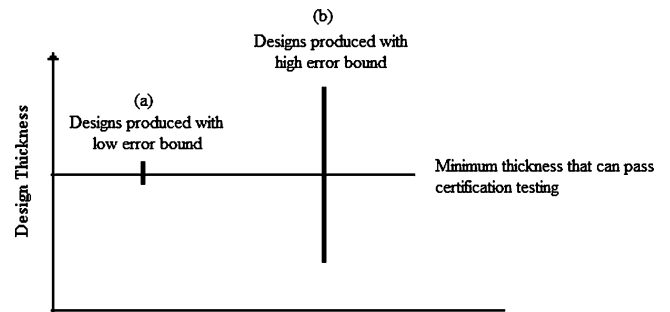 (b)
Designs produced with
high error bound
(a)
Designs produced with
low error bound
Design Thickness
Minimum thickness that can pass
certification testing